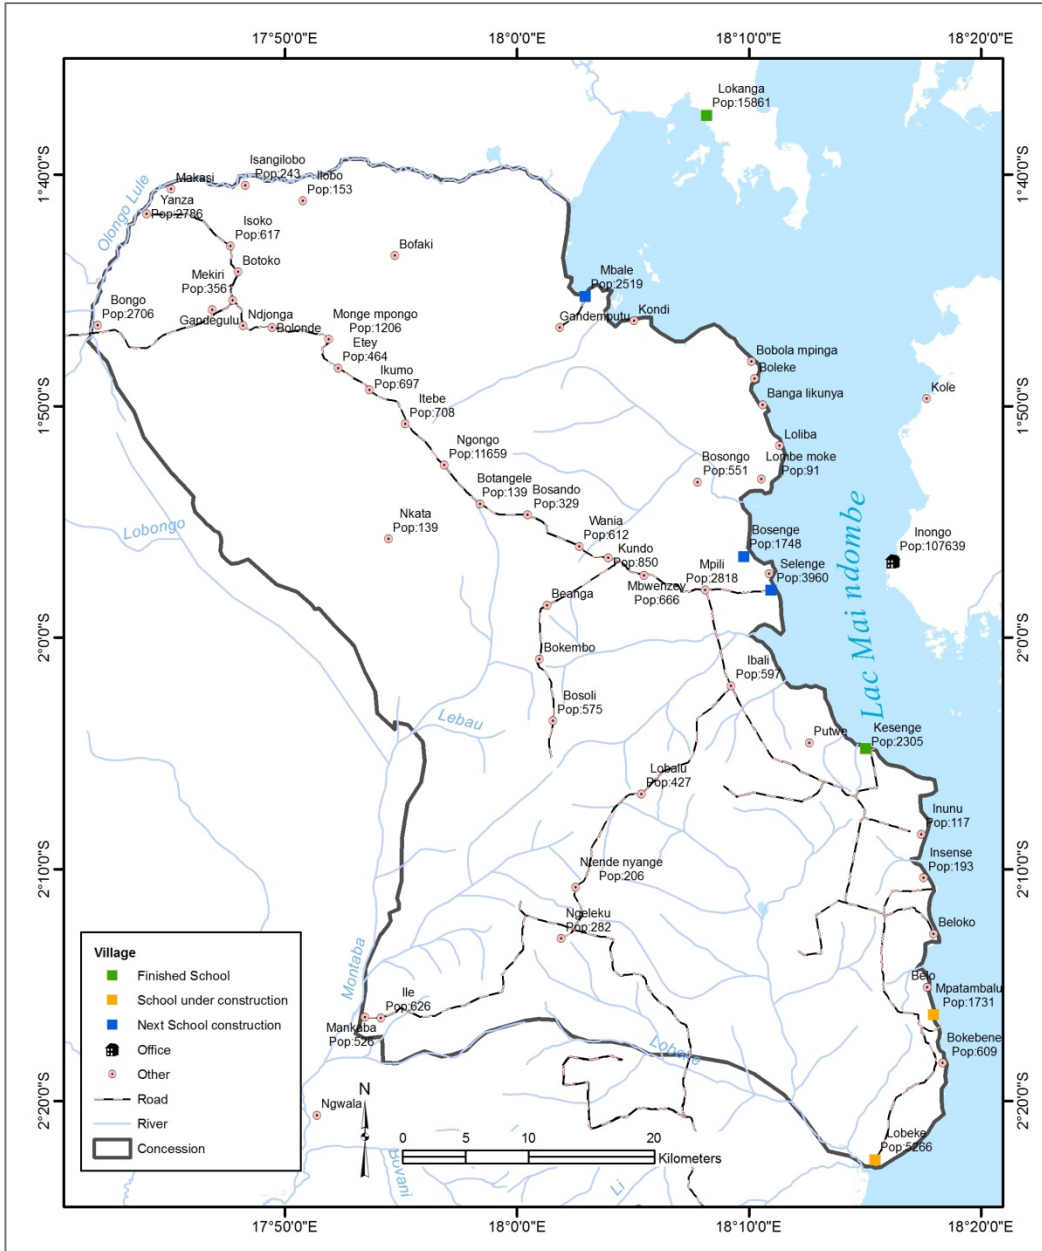 17°50'0"E
18°0'0"E
18°10'0"E
18°20'0"E
Lokanga
Pop:15861
1°40'0"S
1°40'0"S
Isangilobo
Pop:243
Ilobo
Pop:153
Makasi
Yanza
Pop:2786
Olongo Lule
Isoko
Pop:617
Bofaki
Botoko
Mekiri
Pop:356
Mbale
Pop:2519
Bongo
Pop:2706
Gandegulu
Ndjonga
Bolonde
Monge mpongo
Pop:1206
Gandemputu
Kondi
Etey
Pop:464
Bobola mpinga
Boleke
Ikumo
Pop:697
Banga likunya
Kole
Itebe
Pop:708
1°50'0"S
1°50'0"S
Loliba
Ngongo
Pop:11659
Bosongo
Pop:551
Lombe moke
Pop:91
Botangele
Pop:139
Bosando
Pop:329
Nkata
Pop:139
Lobongo
Wania
Pop:612
Bosenge
Pop:1748
Inongo
Pop:107639
Kundo
Pop:850
Mpili
Pop:2818
Selenge
Pop:3960
Mbwenzey
Pop:666
Beanga
Lac Mai ndombe
2°0'0"S
2°0'0"S
Bokembo
Ibali
Pop:597
Bosoli
Pop:575
Lebau
Putwe
Kesenge
Pop:2305
Lobalu
Pop:427
Inunu
Pop:117
Insense
Pop:193
2°10'0"S
2°10'0"S
Ntende nyange
Pop:206
Ngeleku
Pop:282
Beloko
Montaba
Belo
Mpatambalu
Pop:1731
Ile
Pop:626
Mankaba
Pop:526
Bokebene
Pop:609
Lobeke
2°20'0"S
2°20'0"S
Ngwala
Lobeke
Pop:5266
Bovani
Li
Village
Finished School
School under construction
Next School construction
Office
Other
Road
River
Concession
N
0 5 10 20
Kilometers
17°50'0"E
18°0'0"E
18°10'0"E
18°20'0"E